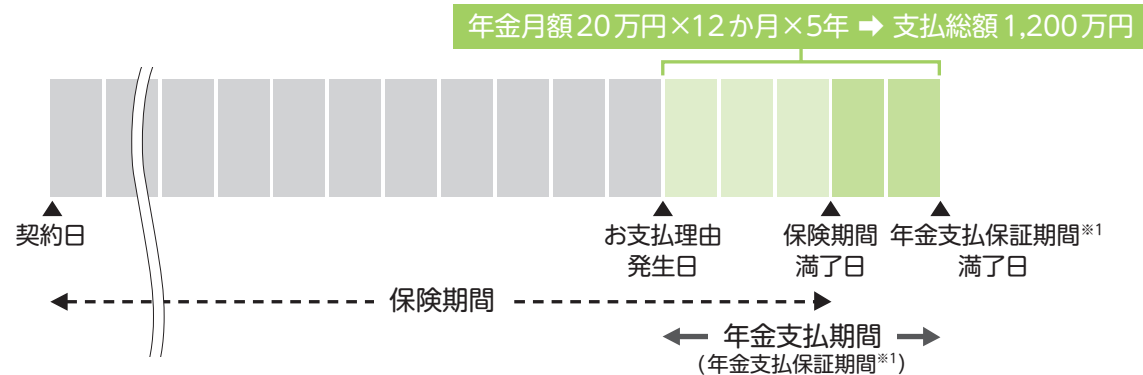 年金月額20万円×12か月×5年 ➡ 支払総額1,200万円
契約日
お支払理由
発生日
保険期間
満了日
年金支払保証期間※1
満了日
保険期間
年金支払期間
(年金支払保証期間※1)